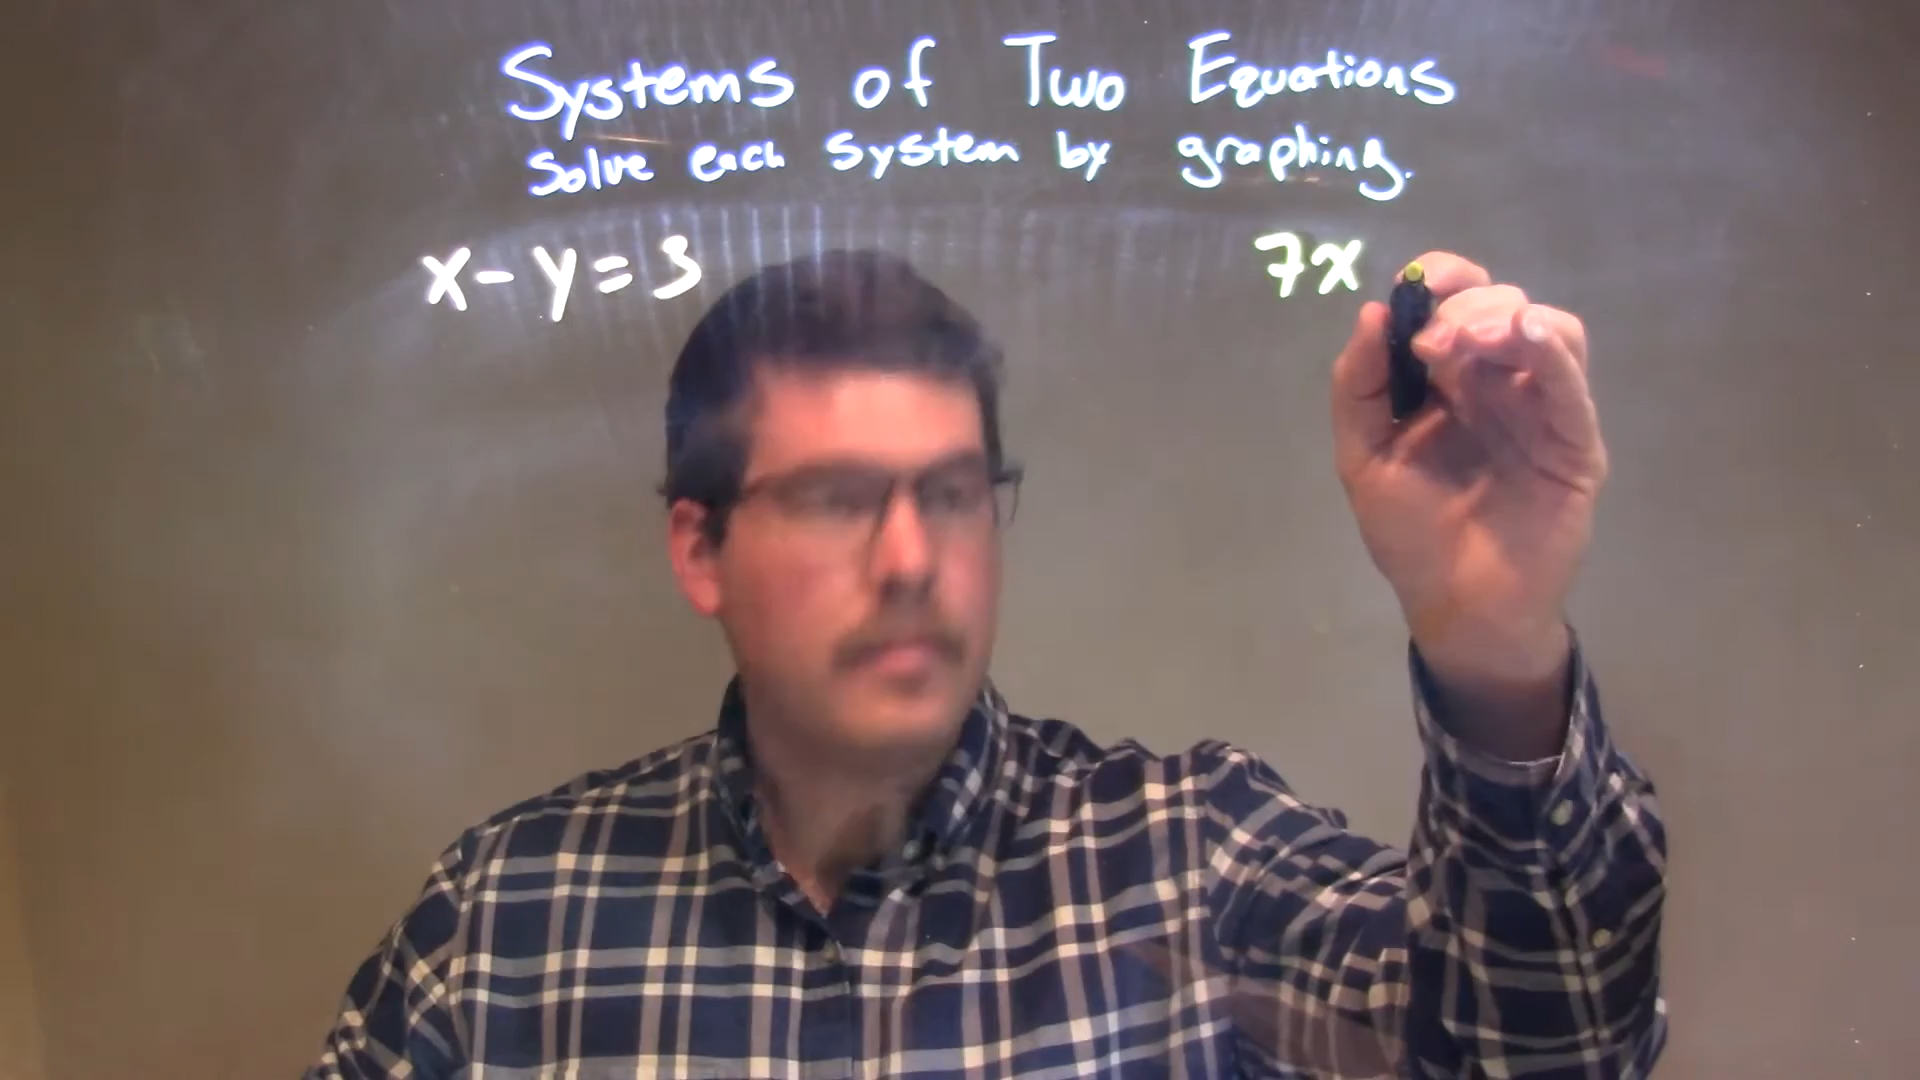 Systems of Two Equations
Solve each system by graphing.
x - y = 3
7x